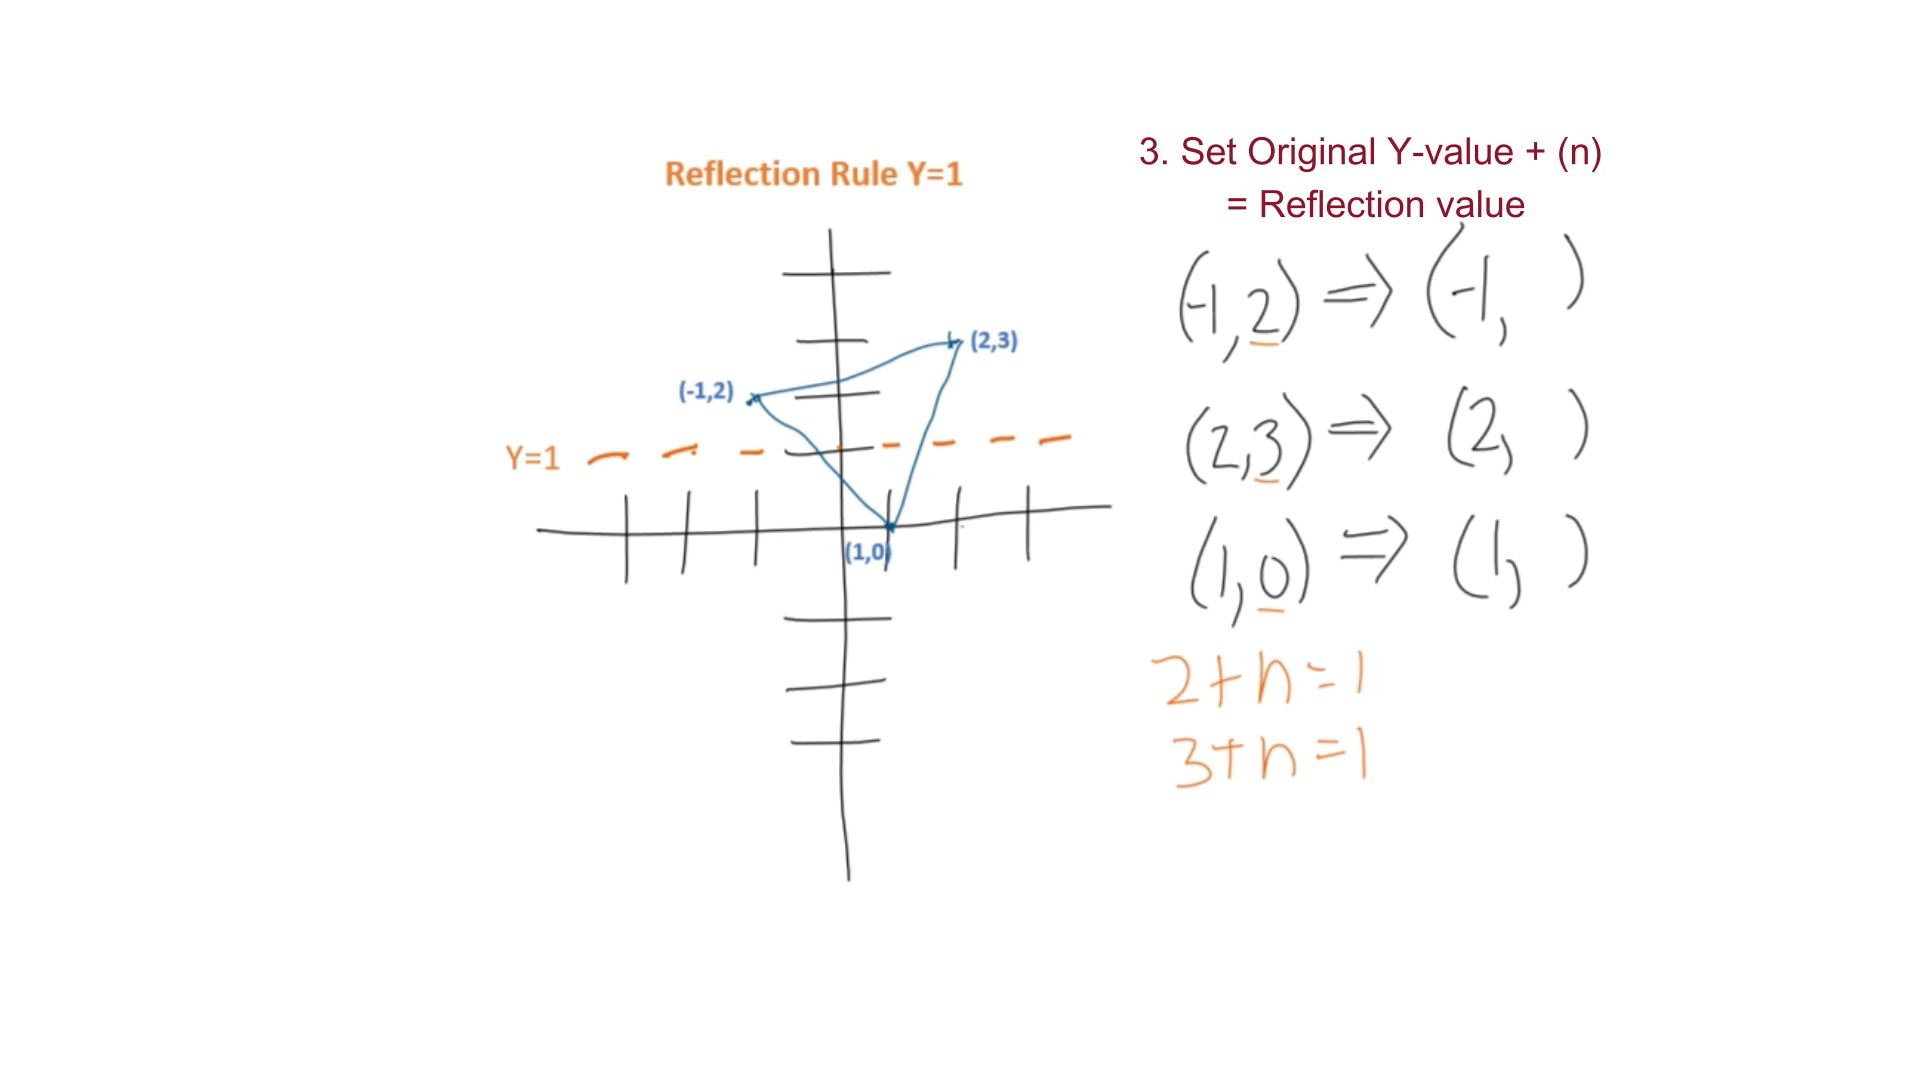 Reflection Rule Y=1
(2,3)
(-1,2)
Y=1
(1,0)
3. Set Original Y-value + (n)
= Reflection value
(-1,2) ⇒ (-1, )
(2,3) ⇒ (2, )
(1,0) ⇒ (1, )
2+n=1
3+n=1